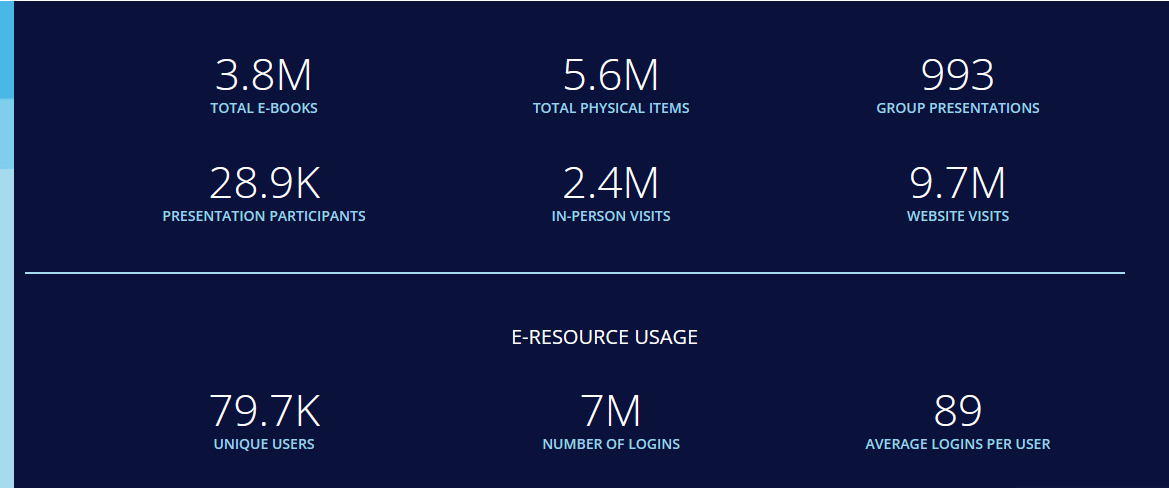 3.8M 5.6M 993
TOTAL E-BOOKS TOTAL PHYSICAL ITEMS GROUP PRESENTATIONS
28.9K 2.4M 9.7M
PRESENTATION PARTICIPANTS IN-PERSON VISITS WEBSITE VISITS
E-RESOURCE USAGE
79.7K 7M 89
UNIQUE USERS NUMBER OF LOGINS AVERAGE LOGINS PER USER